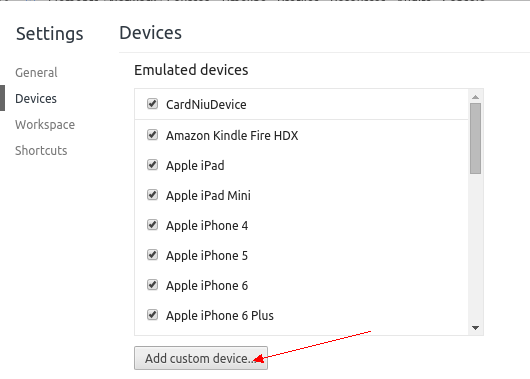 Settings
Devices
Emulated devices
General
Devices
Workspace
Shortcuts
CardNiuDevice
Amazon Kindle Fire HDX
Apple iPad
Apple iPad Mini
Apple iPhone 4
Apple iPhone 5
Apple iPhone 6
Apple iPhone 6 Plus
Add custom device...